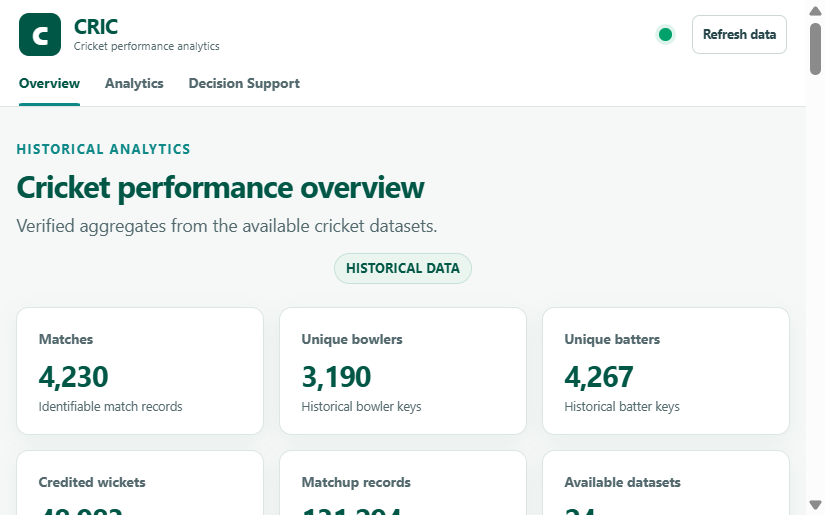 C
CRIC
Cricket performance analytics
Refresh data
Overview Analytics Decision Support
HISTORICAL ANALYTICS
Cricket performance overview
Verified aggregates from the available cricket datasets.
HISTORICAL DATA
Matches
4,230
Identifiable match records
Unique bowlers
3,190
Historical bowler keys
Unique batters
4,267
Historical batter keys
Credited wickets
Matchup records
Available datasets